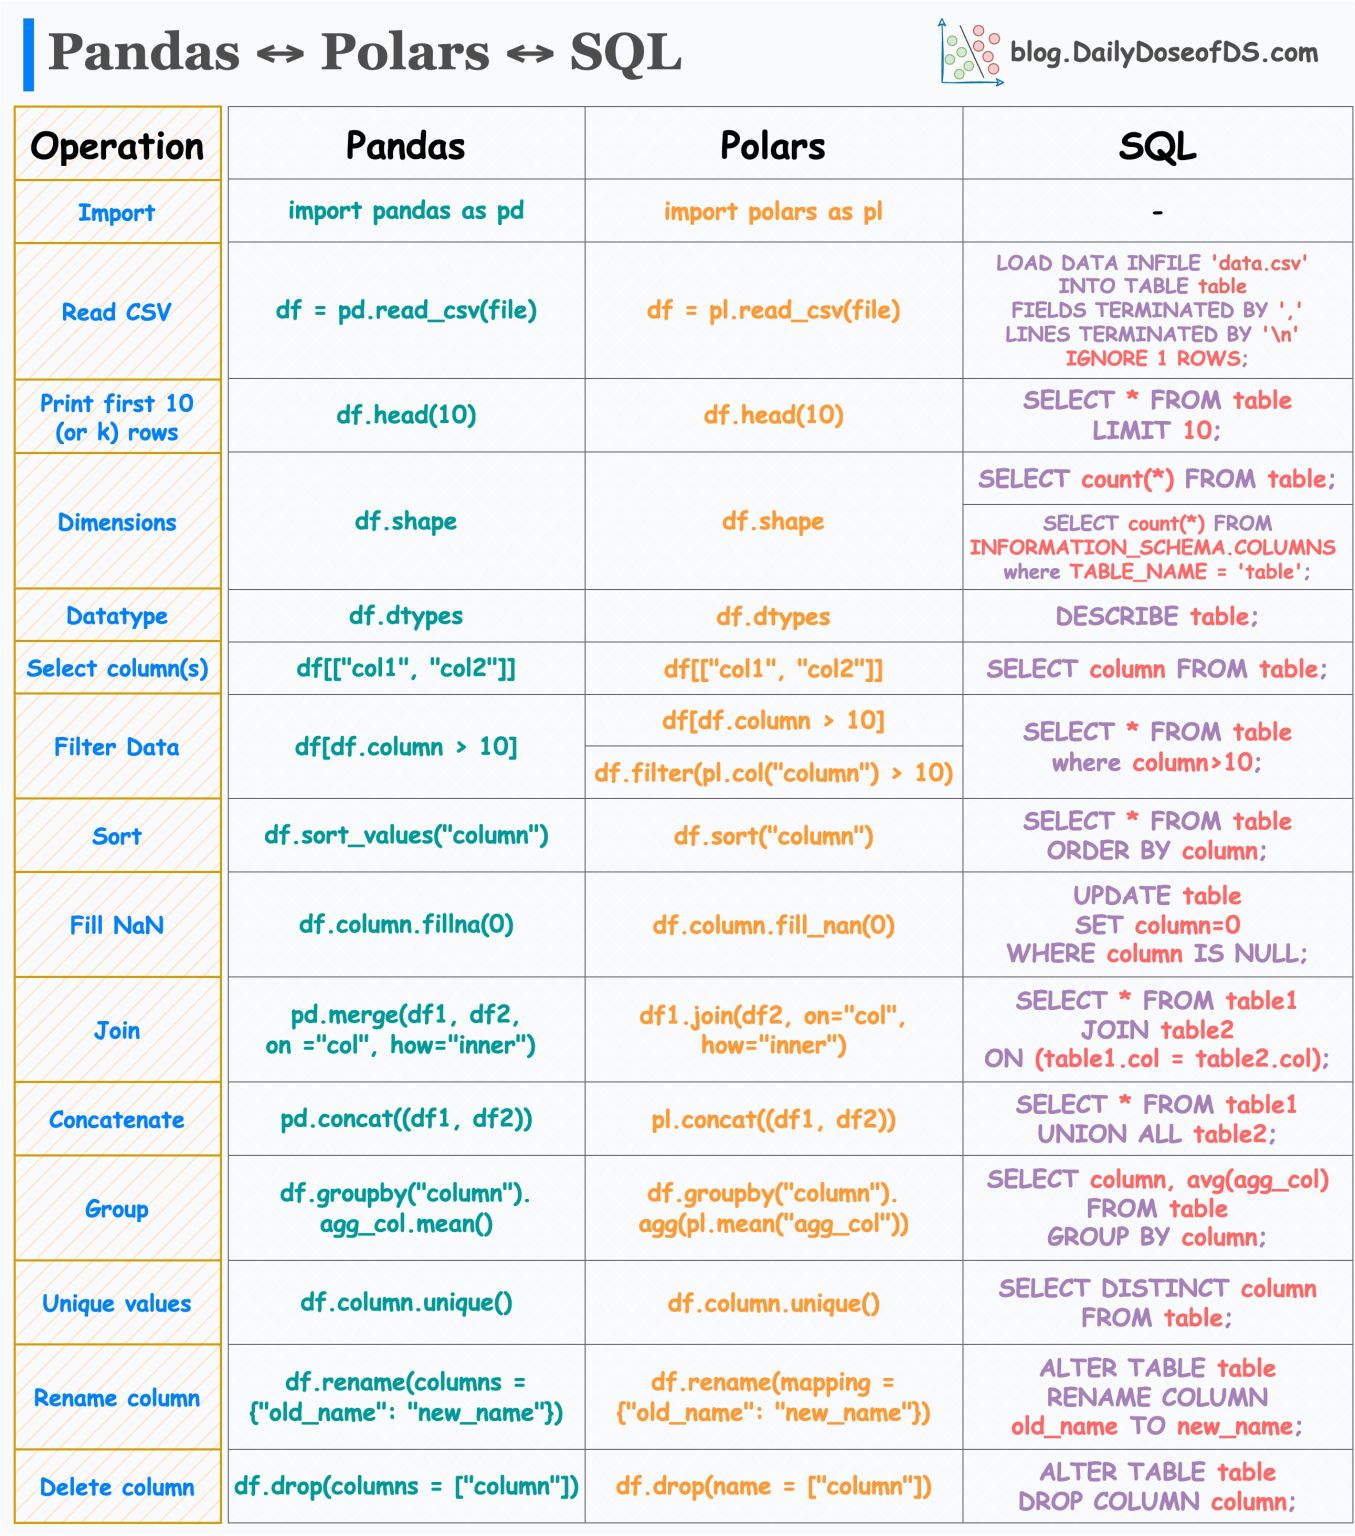 Pandas ↔ Polars ↔ SQL
blog.DailyDoseofDS.com
Operation
Pandas
Polars
SQL
Import
import pandas as pd
import polars as pl
-
Read CSV
df = pd.read_csv(file)
df = pl.read_csv(file)
LOAD DATA INFILE 'data.csv'
INTO TABLE table
FIELDS TERMINATED BY ','
LINES TERMINATED BY '\n'
IGNORE 1 ROWS;
Print first 10
(or k) rows
df.head(10)
df.head(10)
SELECT * FROM table
LIMIT 10;
Dimensions
df.shape
df.shape
SELECT count(*) FROM table;
SELECT count(*) FROM
INFORMATION_SCHEMA.COLUMNS
where TABLE_NAME = 'table';
Datatype
df.dtypes
df.dtypes
DESCRIBE table;
Select column(s)
df[["col1", "col2"]]
df[["col1", "col2"]]
SELECT column FROM table;
Filter Data
df[df.column > 10]
df[df.column > 10]
df.filter(pl.col("column") > 10)
SELECT * FROM table
where column>10;
Sort
df.sort_values("column")
df.sort("column")
SELECT * FROM table
ORDER BY column;
Fill NaN
df.column.fillna(0)
df.column.fill_nan(0)
UPDATE table
SET column=0
WHERE column IS NULL;
Join
pd.merge(df1, df2,
on ="col", how="inner")
df1.join(df2, on="col",
how="inner")
SELECT * FROM table1
JOIN table2
ON (table1.col = table2.col);
Concatenate
pd.concat((df1, df2))
pl.concat((df1, df2))
SELECT * FROM table1
UNION ALL table2;
Group
df.groupby("column").
agg_col.mean()
df.groupby("column").
agg(pl.mean("agg_col"))
SELECT column, avg(agg_col)
FROM table
GROUP BY column;
Unique values
df.column.unique()
df.column.unique()
SELECT DISTINCT column
FROM table;
Rename column
df.rename(columns =
{"old_name": "new_name"})
df.rename(mapping =
{"old_name": "new_name"})
ALTER TABLE table
RENAME COLUMN
old_name TO new_name;
Delete column
df.drop(columns = ["column"])
df.drop(name = ["column"])
ALTER TABLE table
DROP COLUMN column;